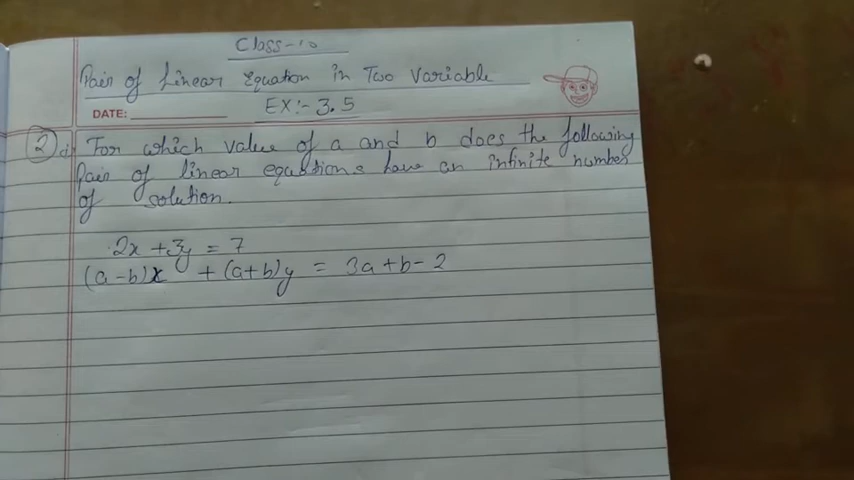 Class-10
Pair of Linear Equation in Two Variable
DATE:
EX:- 3.5
2 i) For which value of a and b does the following
Pair of linear equations have an infinite number
of solution.
2x + 3y = 7
(a-b)x + (a+b)y = 3a+b-2